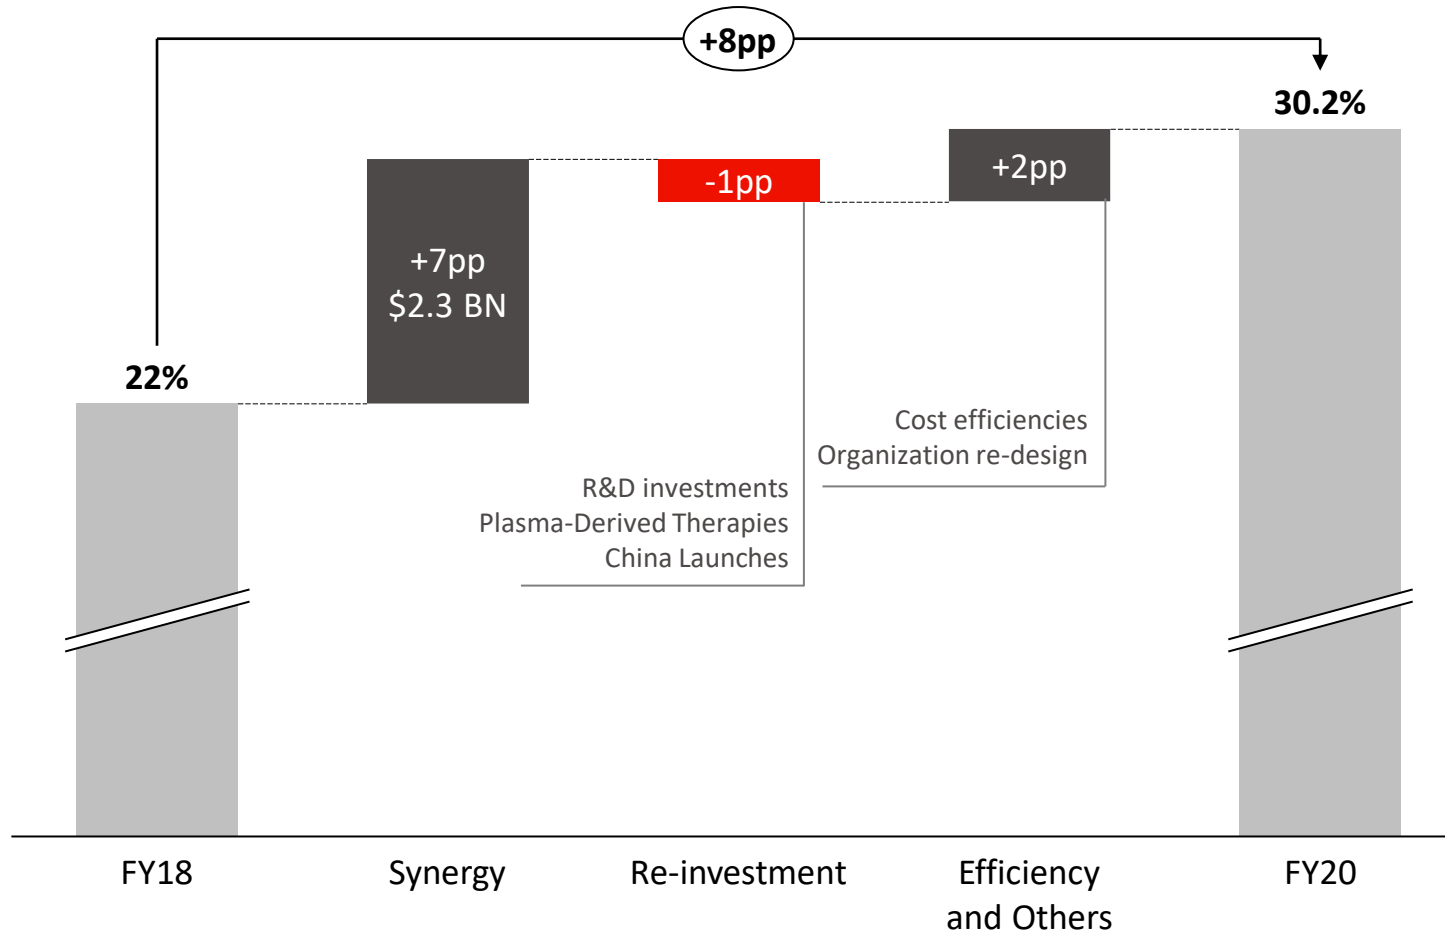 +8pp
30.2%
+2pp
-1pp
+7pp
$2.3 BN
22%
Cost efficiencies
Organization re-design
R&D investments
Plasma-Derived Therapies
China Launches
FY18
Synergy
Re-investment
Efficiency
and Others
FY20